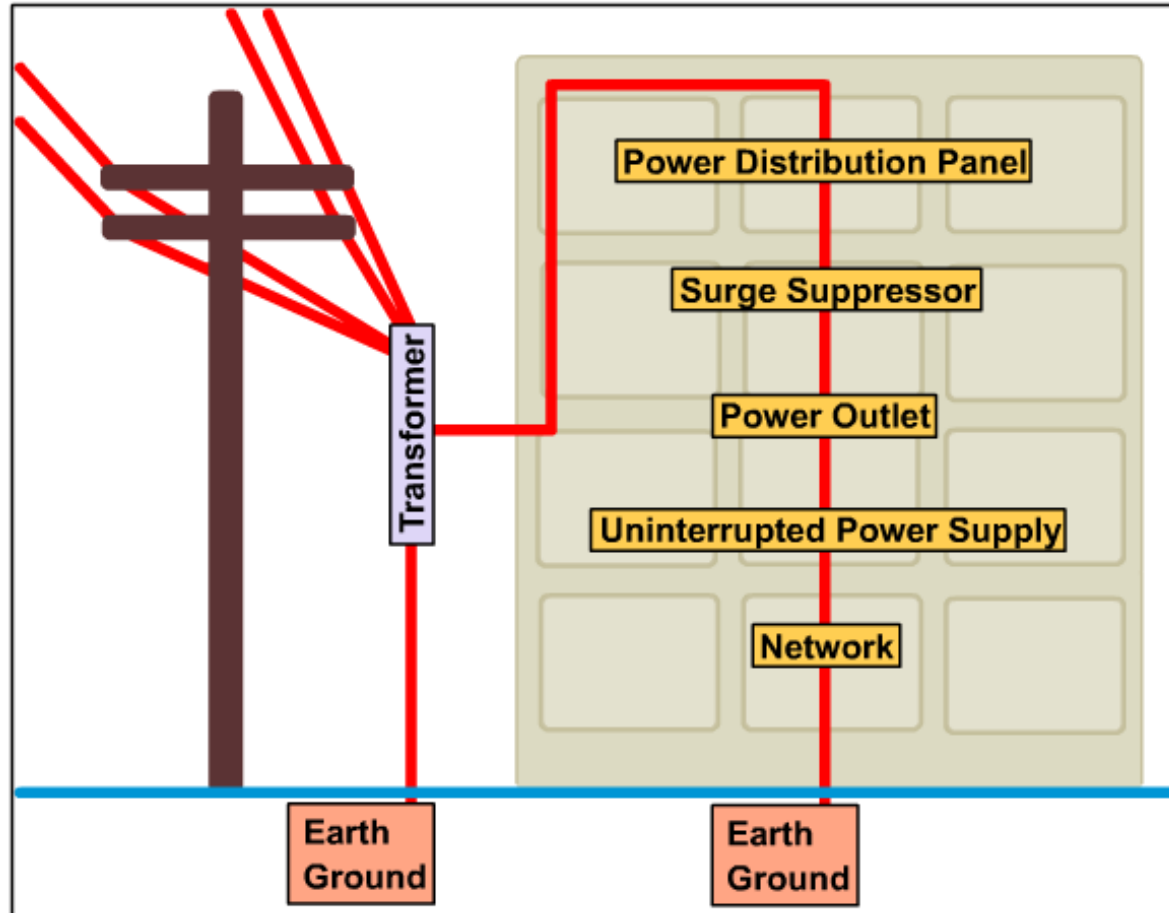 Power Distribution Panel
Surge Suppressor
Transformer
Power Outlet
Uninterrupted Power Supply
Network
Earth
Ground
Earth
Ground